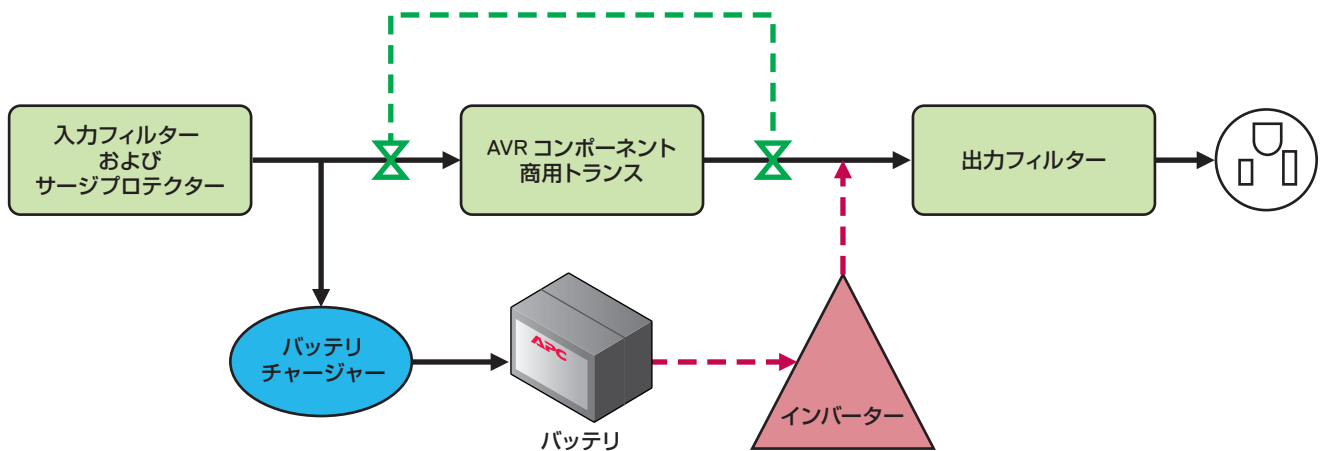 入力フィルター
および
サージプロテクター
AVR コンポーネント
商用トランス
出力フィルター
バッテリ
チャージャー
APC
バッテリ
インバーター